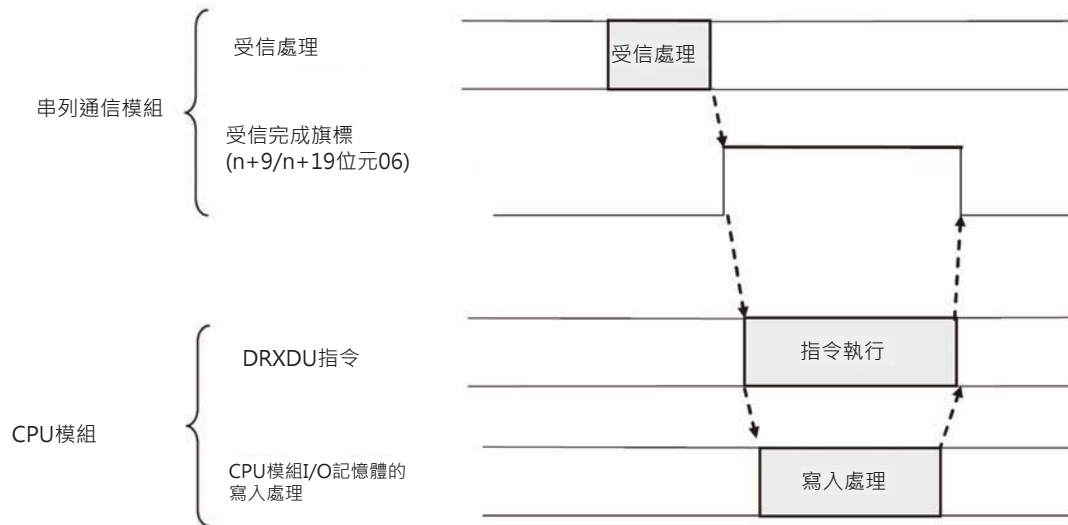 串列通信模組
受信處理
受信處理
受信完成旗標
(n+9/n+19位元06)
CPU模組
DRXDU指令
指令執行
CPU模組I/O記憶體的
寫入處理
寫入處理